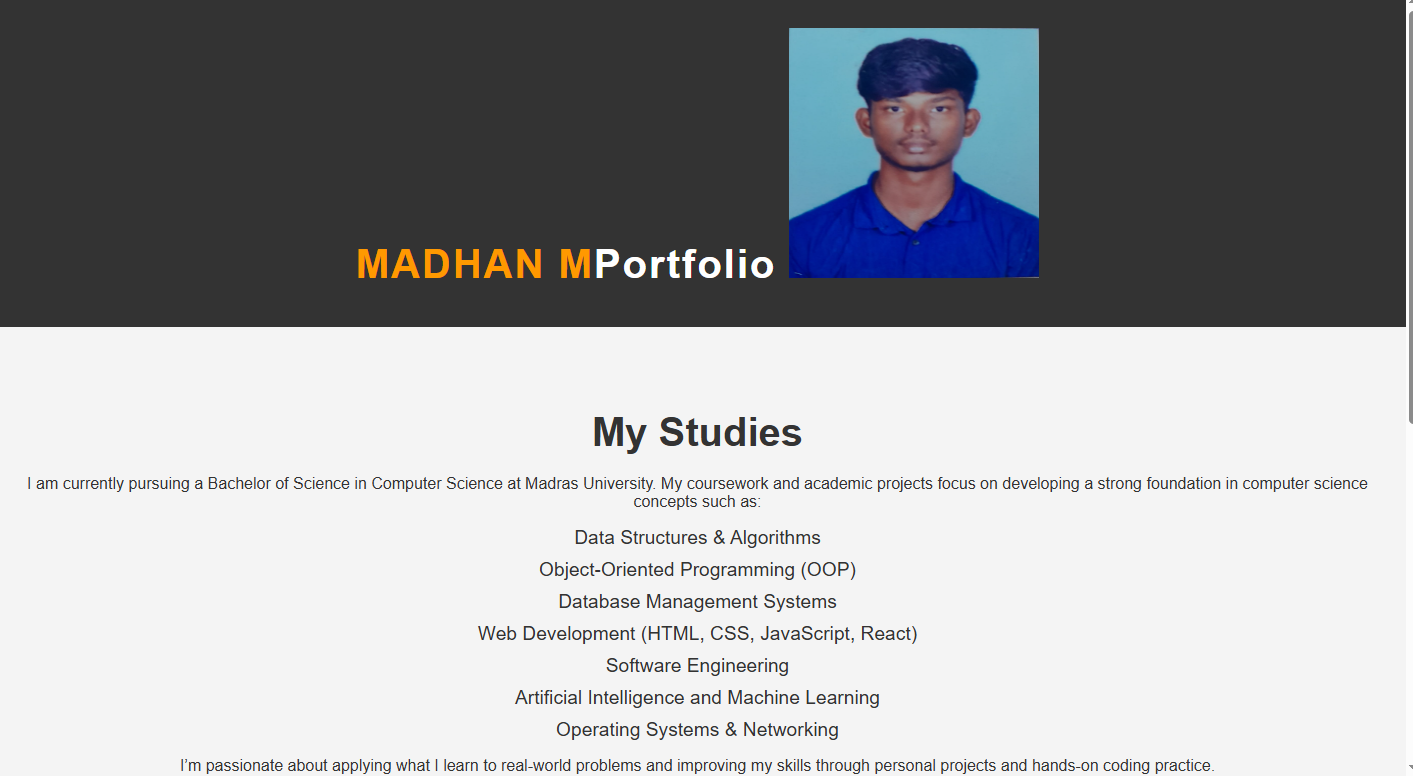 MADHAN MPortfolio
My Studies
I am currently pursuing a Bachelor of Science in Computer Science at Madras University. My coursework and academic projects focus on developing a strong foundation in computer science
concepts such as:
Data Structures & Algorithms
Object-Oriented Programming (OOP)
Database Management Systems
Web Development (HTML, CSS, JavaScript, React)
Software Engineering
Artificial Intelligence and Machine Learning
Operating Systems & Networking
I’m passionate about applying what I learn to real-world problems and improving my skills through personal projects and hands-on coding practice.